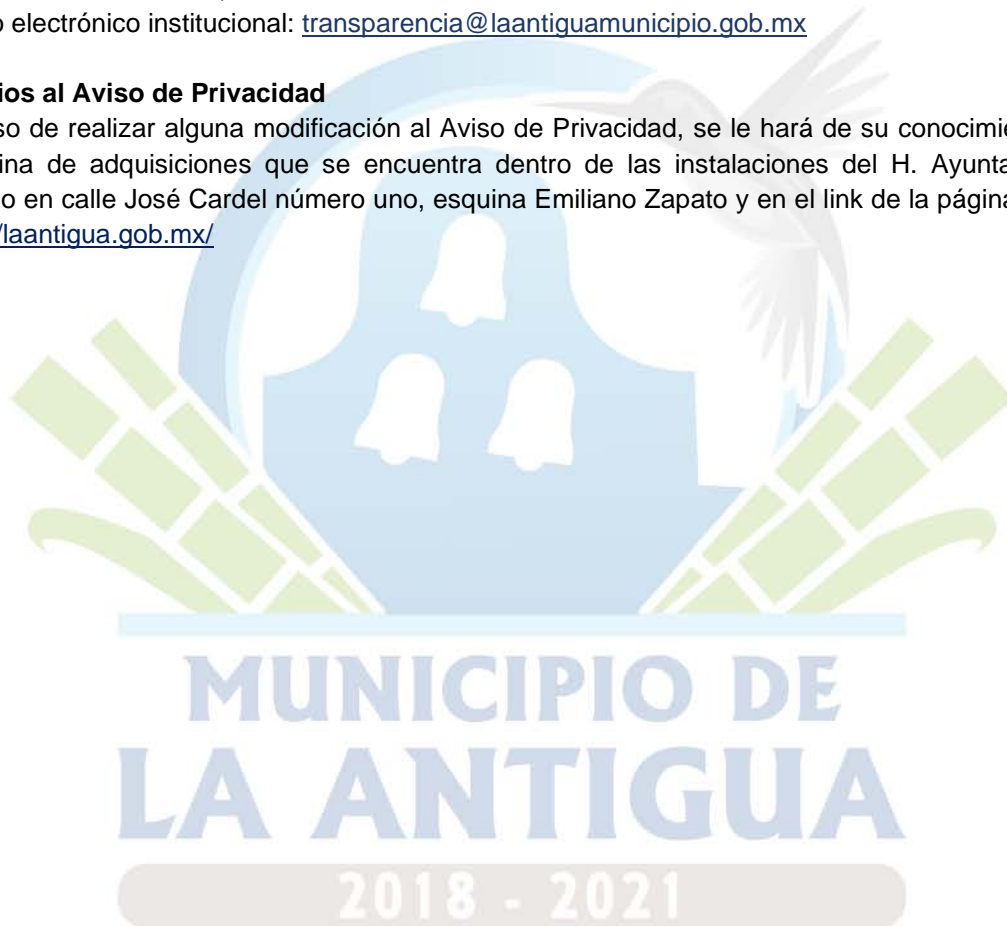 o electrónico institucional: transparencia@laantiguamunicipio.gob.mx
ios al Aviso de Privacidad
so de realizar alguna modificación al Aviso de Privacidad, se le hará de su conocimie
ina de adquisiciones que se encuentra dentro de las instalaciones del H. Ayunta
o en calle José Cardel número uno, esquina Emiliano Zapato y en el link de la página
/laantigua.gob.mx/
MUNICIPIO DE
LA ANTIGUA
2018 - 2021